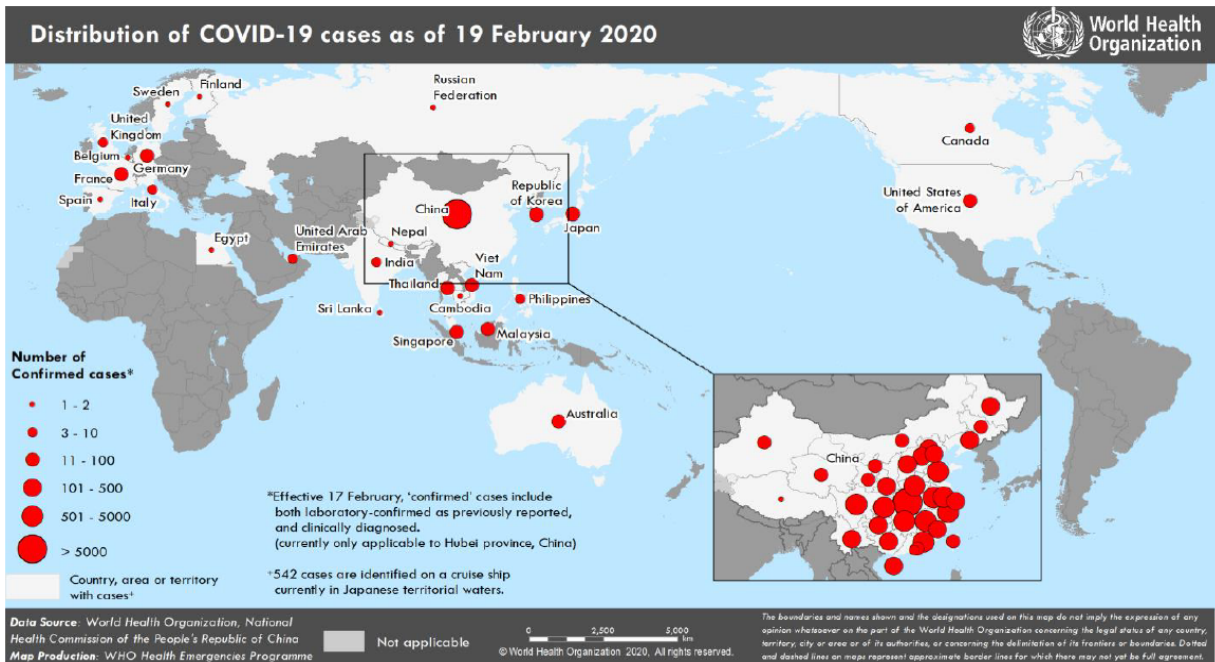 Distribution of COVID-19 cases as of 19 February 2020
World Health
Organization
Finland
Sweden
Russian
Federation
United
Kingdom
Belgium
Germany
France
Spain
Italy
Canada
United States
of America
China
Republic
of Korea
Japan
Egypt
United Arab
Emirates
Nepal
India
Viet
Nam
Thailand
Cambodia
Philippines
Sri Lanka
Singapore
Malaysia
Australia
China
Number of
Confirmed cases*
1 - 2
3 - 10
11 - 100
101 - 500
501 - 5000
> 5000
Country, area or territory
with cases⁺
*Effective 17 February, 'confirmed' cases include
both laboratory-confirmed as previously reported,
and clinically diagnosed.
(currently only applicable to Hubei province, China)
⁺542 cases are identified on a cruise ship
currently in Japanese territorial waters.
Data Source: World Health Organization, National
Health Commission of the People's Republic of China
Map Production: WHO Health Emergencies Programme
Not applicable
0 2,500 5,000
km
© World Health Organization 2020, All rights reserved.
The boundaries and names shown and the designations used on this map do not imply the expression of any
opinion whatsoever on the part of the World Health Organization concerning the legal status of any country,
territory, city or area or of its authorities, or concerning the delimitation of its frontiers or boundaries. Dotted
and dashed lines on maps represent approximate border lines for which there may not yet be full agreement.